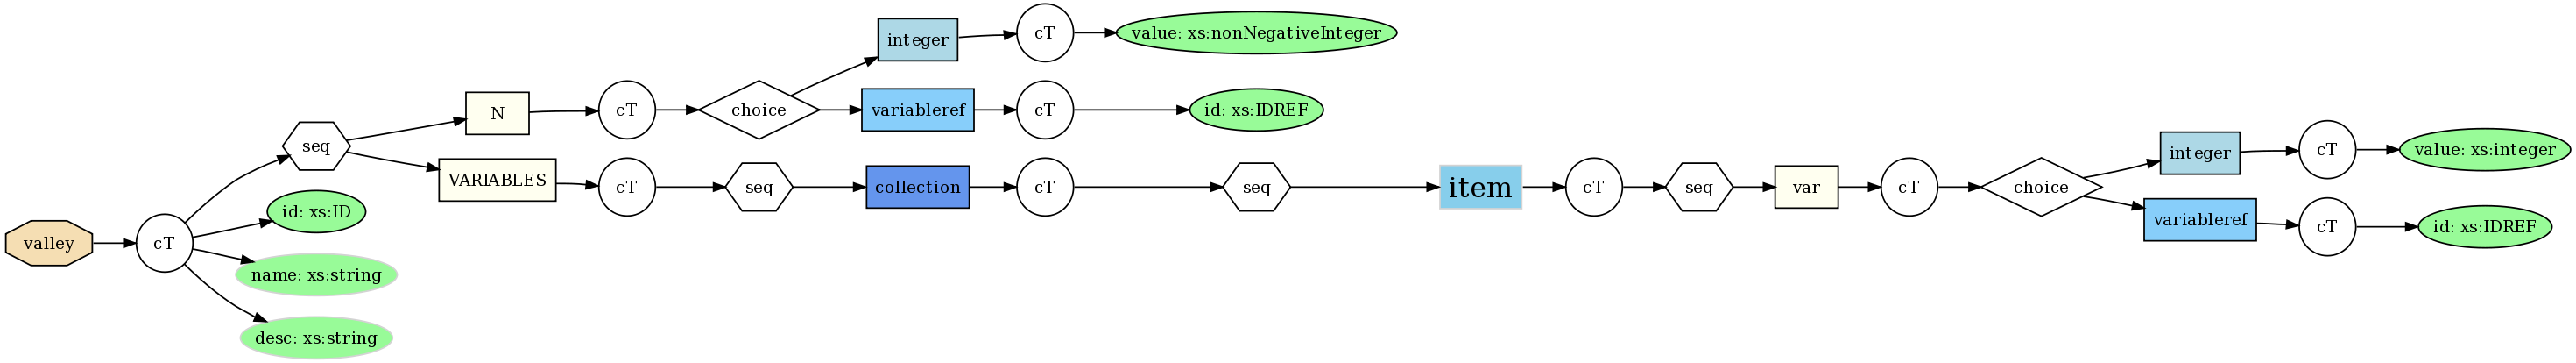 valley
cT
seq
id: xs:ID
name: xs:string
desc: xs:string
N
cT
choice
integer
cT
value: xs:nonNegativeInteger
variableref
cT
id: xs:IDREF
VARIABLES
cT
seq
collection
cT
seq
item
cT
seq
var
cT
choice
integer
cT
value: xs:integer
variableref
cT
id: xs:IDREF